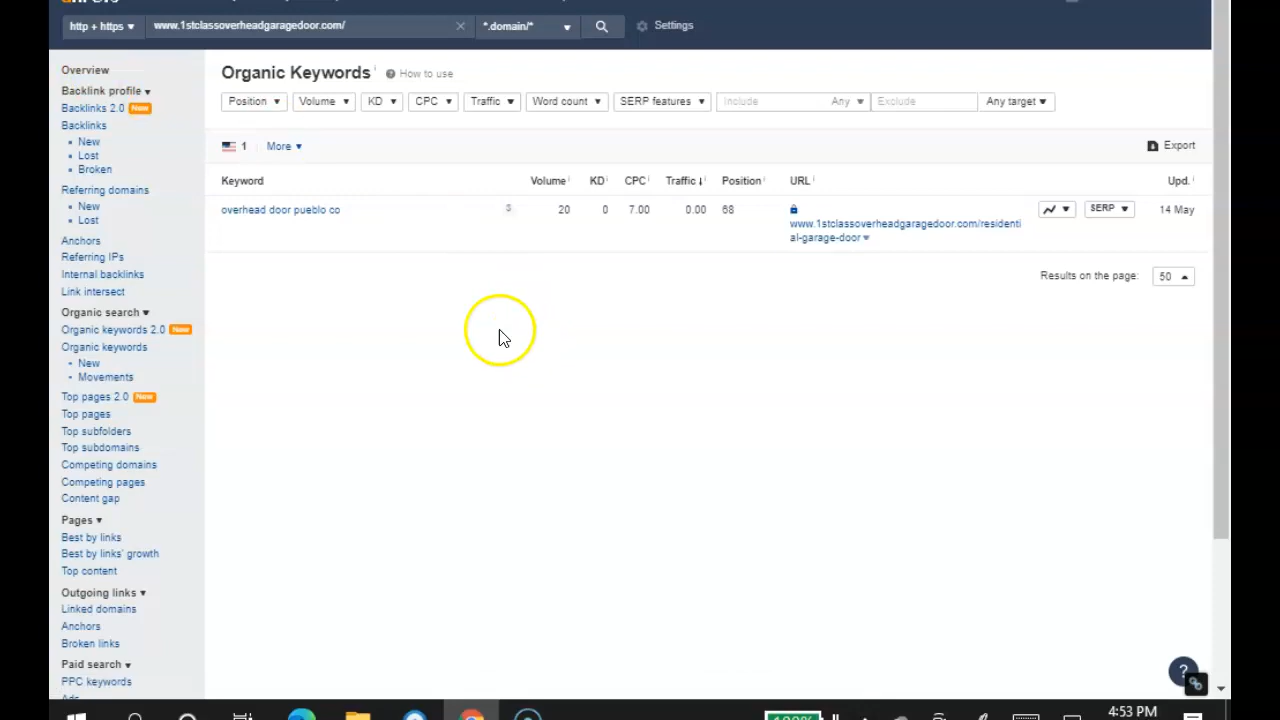 http + https
www.1stclassoverheadgaragedoor.com/
*.domain/*
Settings
Overview
Backlink profile
Backlinks 2.0 New
Backlinks
New
Lost
Broken
Referring domains
New
Lost
Anchors
Referring IPs
Internal backlinks
Link intersect
Organic search
Organic keywords 2.0 New
Organic keywords
New
Movements
Top pages 2.0 New
Top pages
Top subfolders
Top subdomains
Competing domains
Competing pages
Content gap
Pages
Best by links
Best by links' growth
Top content
Outgoing links
Linked domains
Anchors
Broken links
Paid search
PPC keywords
Organic Keywords i ? How to use
Position Volume KD CPC Traffic Word count SERP features Include Any Exclude Any target
1 More Export
Keyword Volume KD CPC Traffic Position URL Upd.
overhead door pueblo co 20 0 7.00 0.00 68 SERP 14 May
www.1stclassoverheadgaragedoor.com/residenti
al-garage-door
Results on the page: 50
?
4:53 PM